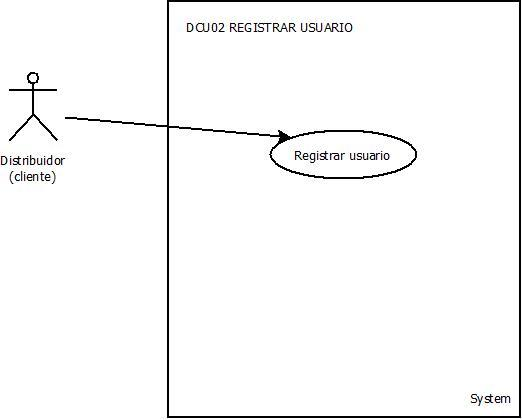 DCU02 REGISTRAR USUARIO
Distribuidor
(cliente)
Registrar usuario
System